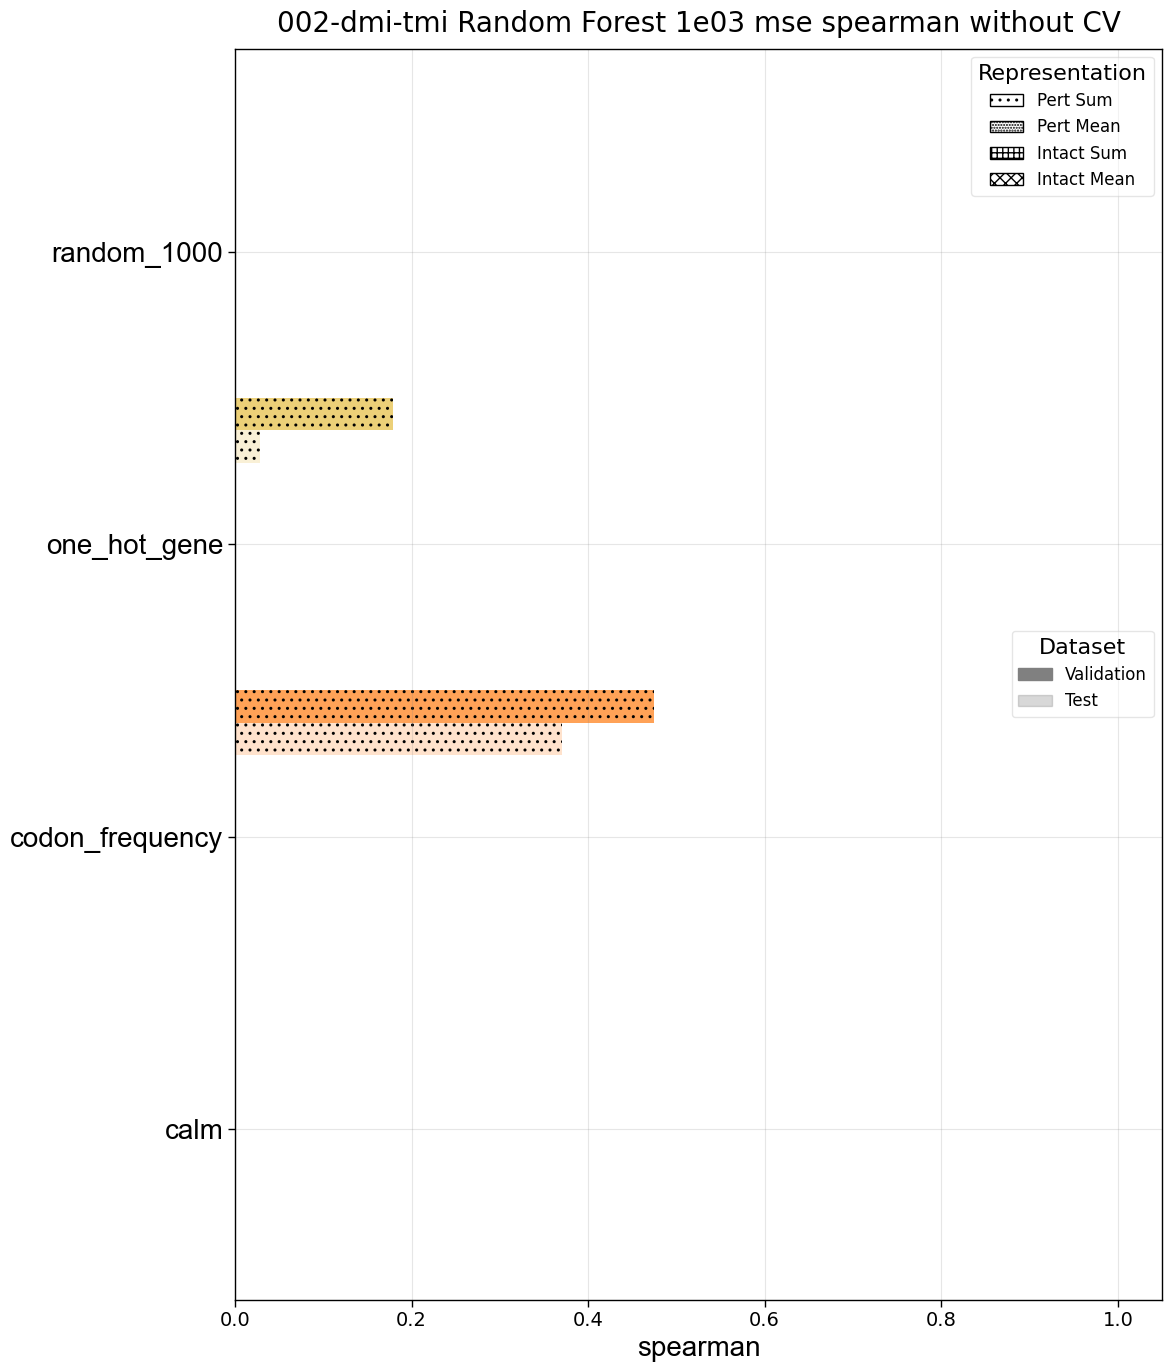 002-dmi-tmi Random Forest 1e03 mse spearman without CV
Representation
Pert Sum
Pert Mean
Intact Sum
Intact Mean
random_1000
one_hot_gene
Dataset
Validation
Test
codon_frequency
calm
0.0 0.2 0.4 0.6 0.8 1.0
spearman